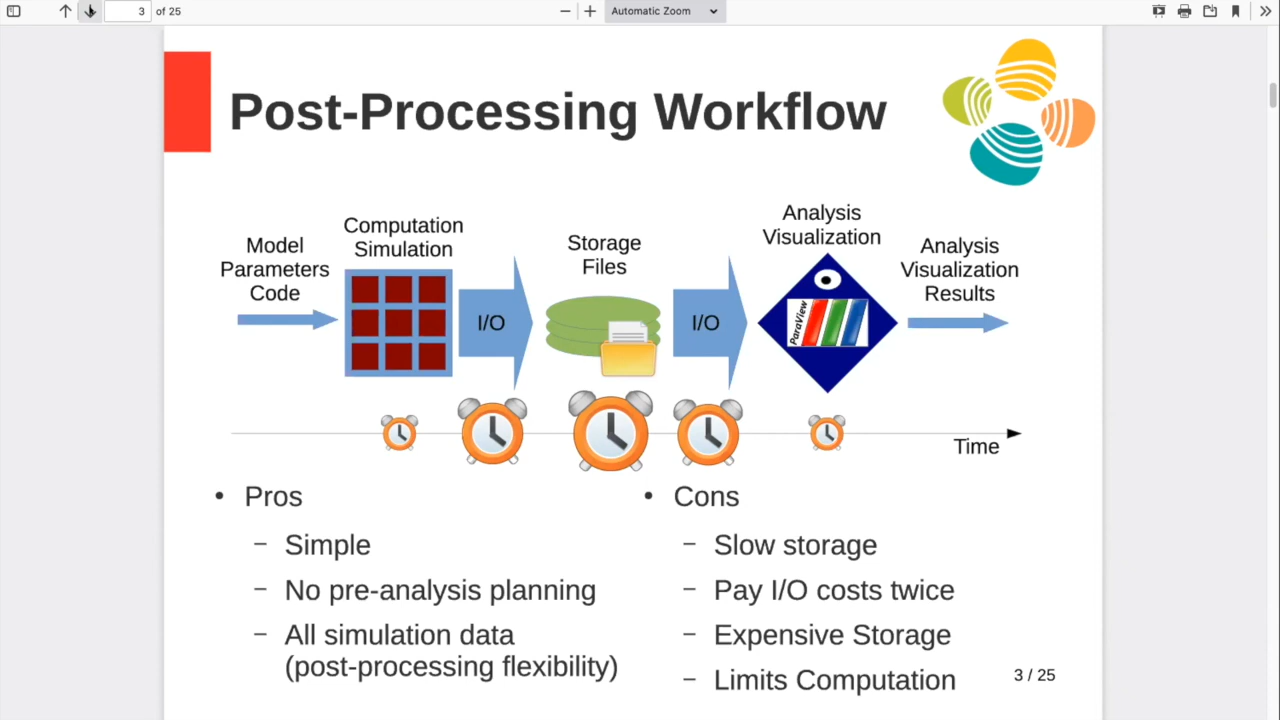 3 of 25
Automatic Zoom
Post-Processing Workflow
Model
Parameters
Code
Computation
Simulation
I/O
Storage
Files
I/O
Analysis
Visualization
ParaView
Analysis
Visualization
Results
Time
• Pros
– Simple
– No pre-analysis planning
– All simulation data
(post-processing flexibility)
• Cons
– Slow storage
– Pay I/O costs twice
– Expensive Storage
– Limits Computation
3 / 25